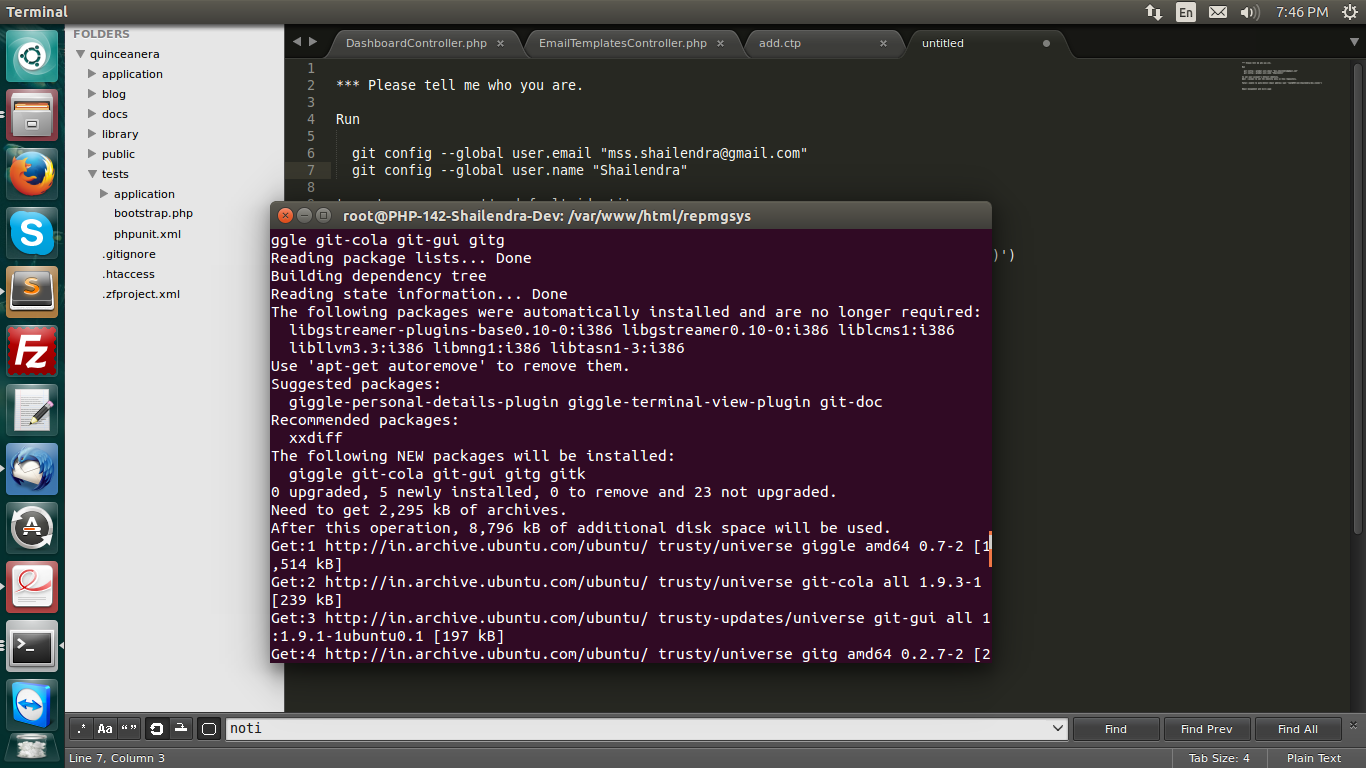 Terminal
En
7:46 PM
FOLDERS
quinceanera
application
blog
docs
library
public
tests
application
bootstrap.php
phpunit.xml
.gitignore
.htaccess
.zfproject.xml
DashboardController.php ×
EmailTemplatesController.php ×
add.ctp ×
untitled
1
2 *** Please tell me who you are.
3
4 Run
5
6 git config --global user.email "mss.shailendra@gmail.com"
7 git config --global user.name "Shailendra"
8
)')
root@PHP-142-Shailendra-Dev: /var/www/html/repmgsys
ggle git-cola git-gui gitg
Reading package lists... Done
Building dependency tree
Reading state information... Done
The following packages were automatically installed and are no longer required:
libgstreamer-plugins-base0.10-0:i386 libgstreamer0.10-0:i386 liblcms1:i386
libllvm3.3:i386 libmng1:i386 libtasn1-3:i386
Use 'apt-get autoremove' to remove them.
Suggested packages:
giggle-personal-details-plugin giggle-terminal-view-plugin git-doc
Recommended packages:
xxdiff
The following NEW packages will be installed:
giggle git-cola git-gui gitg gitk
0 upgraded, 5 newly installed, 0 to remove and 23 not upgraded.
Need to get 2,295 kB of archives.
After this operation, 8,796 kB of additional disk space will be used.
Get:1 http://in.archive.ubuntu.com/ubuntu/ trusty/universe giggle amd64 0.7-2 [1
,514 kB]
Get:2 http://in.archive.ubuntu.com/ubuntu/ trusty/universe git-cola all 1.9.3-1
[239 kB]
Get:3 http://in.archive.ubuntu.com/ubuntu/ trusty-updates/universe git-gui all 1
:1.9.1-1ubuntu0.1 [197 kB]
Get:4 http://in.archive.ubuntu.com/ubuntu/ trusty/universe gitg amd64 0.2.7-2 [2
.* Aa “” noti Find Find Prev Find All ×
Line 7, Column 3 Tab Size: 4 Plain Text